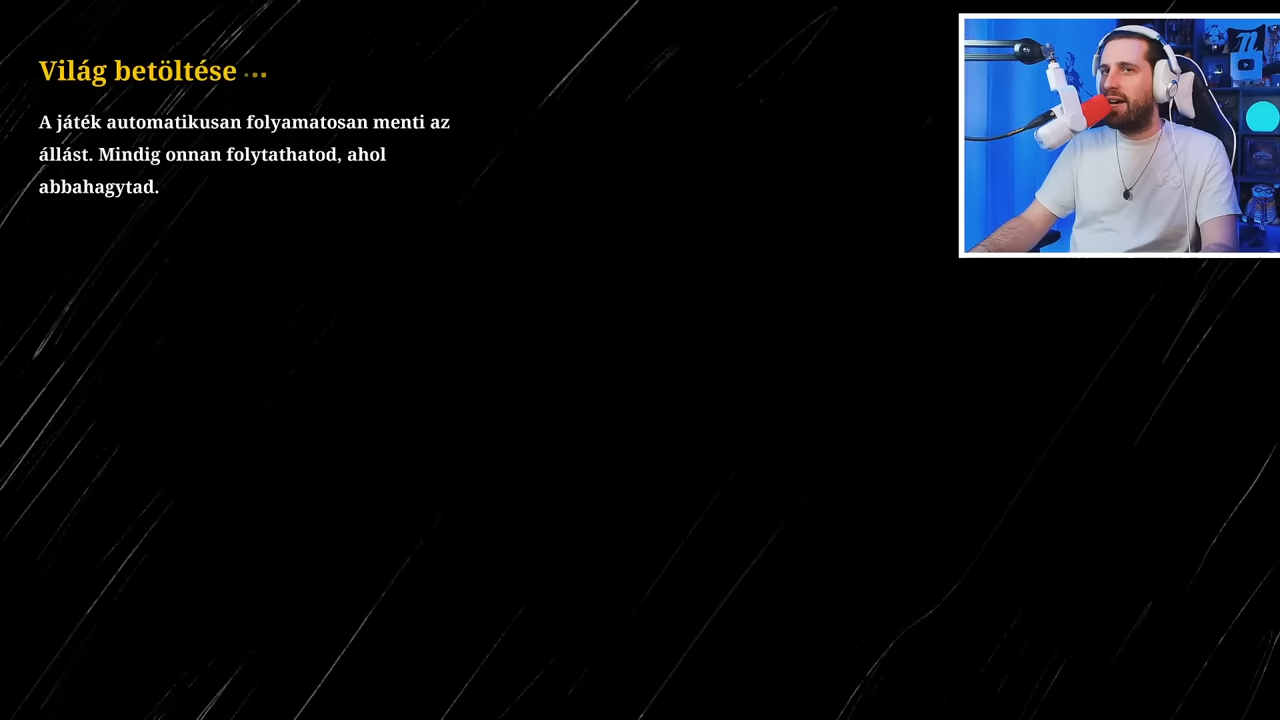 Világ betöltése ...
A játék automatikusan folyamatosan menti az
állást. Mindig onnan folytathatod, ahol
abbahagytad.